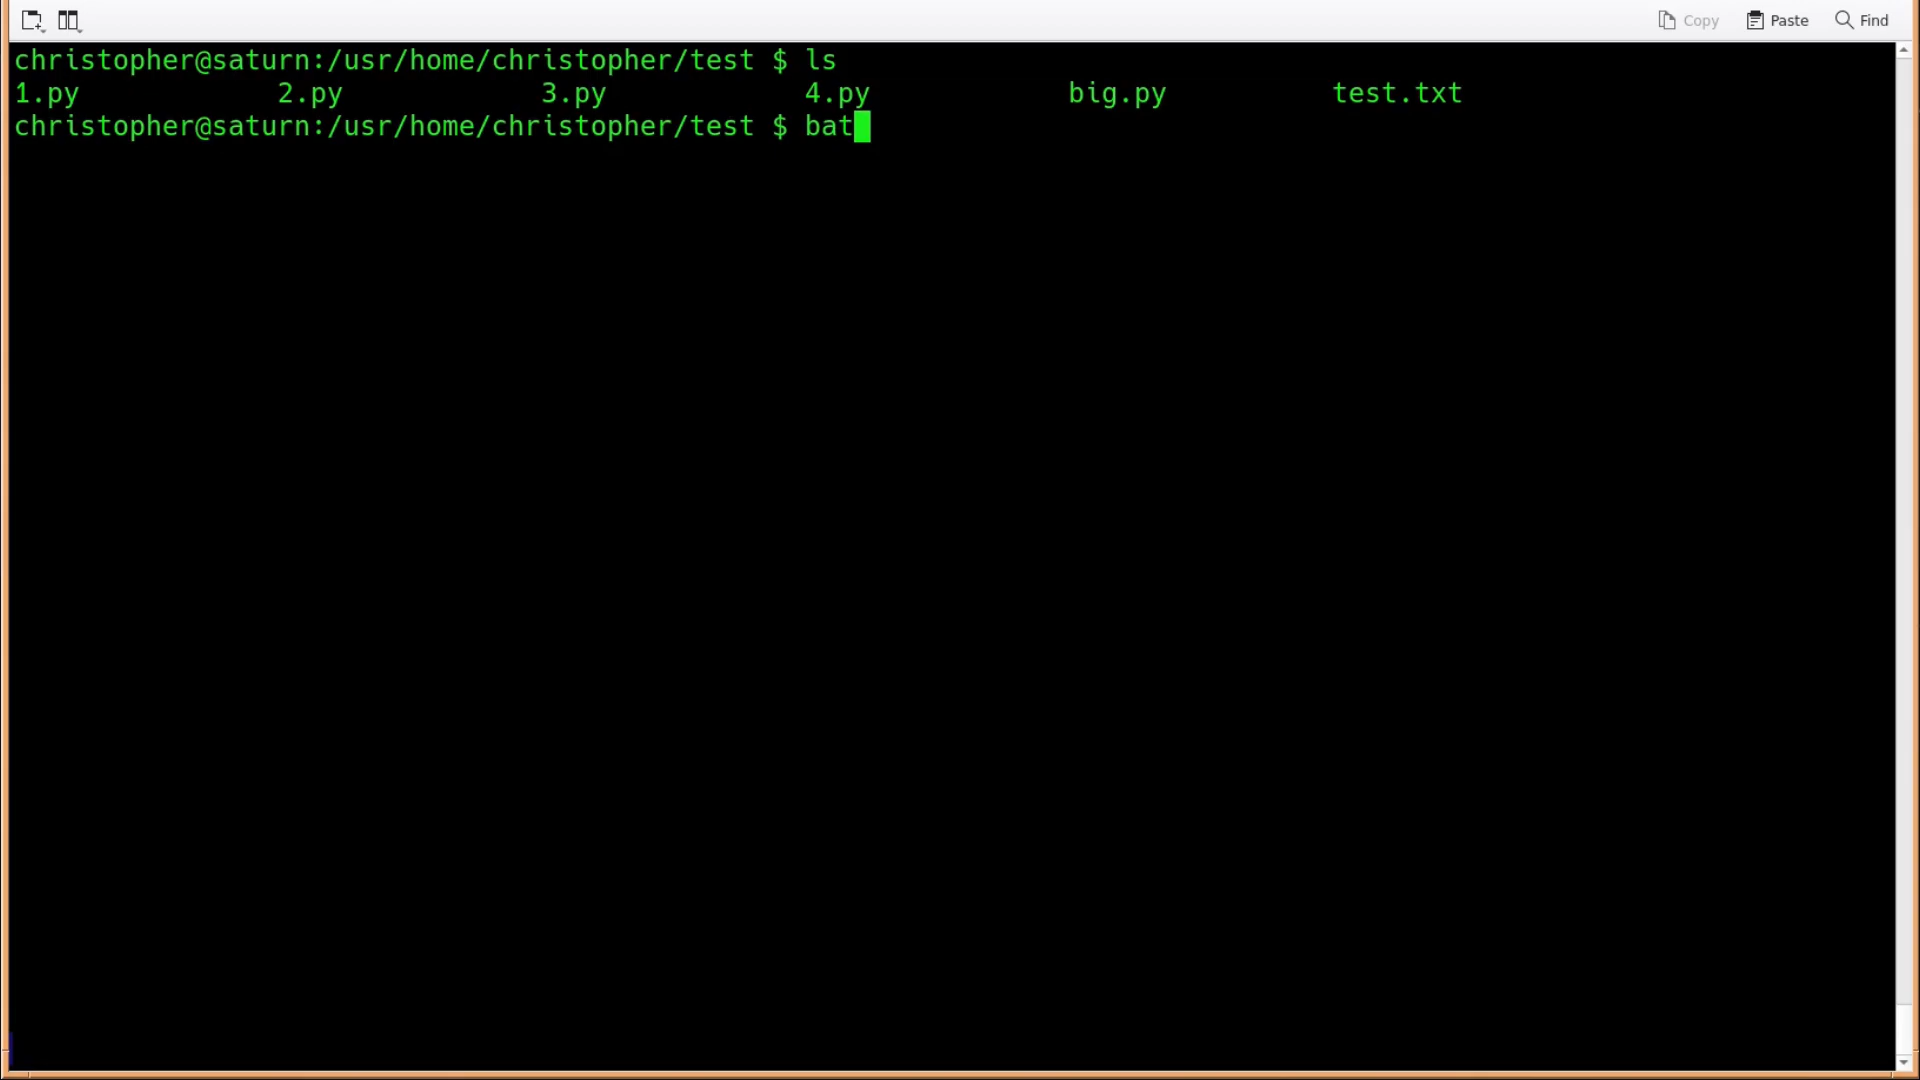 Copy Paste Find
christopher@saturn:/usr/home/christopher/test $ ls
1.py 2.py 3.py 4.py big.py test.txt
christopher@saturn:/usr/home/christopher/test $ bat